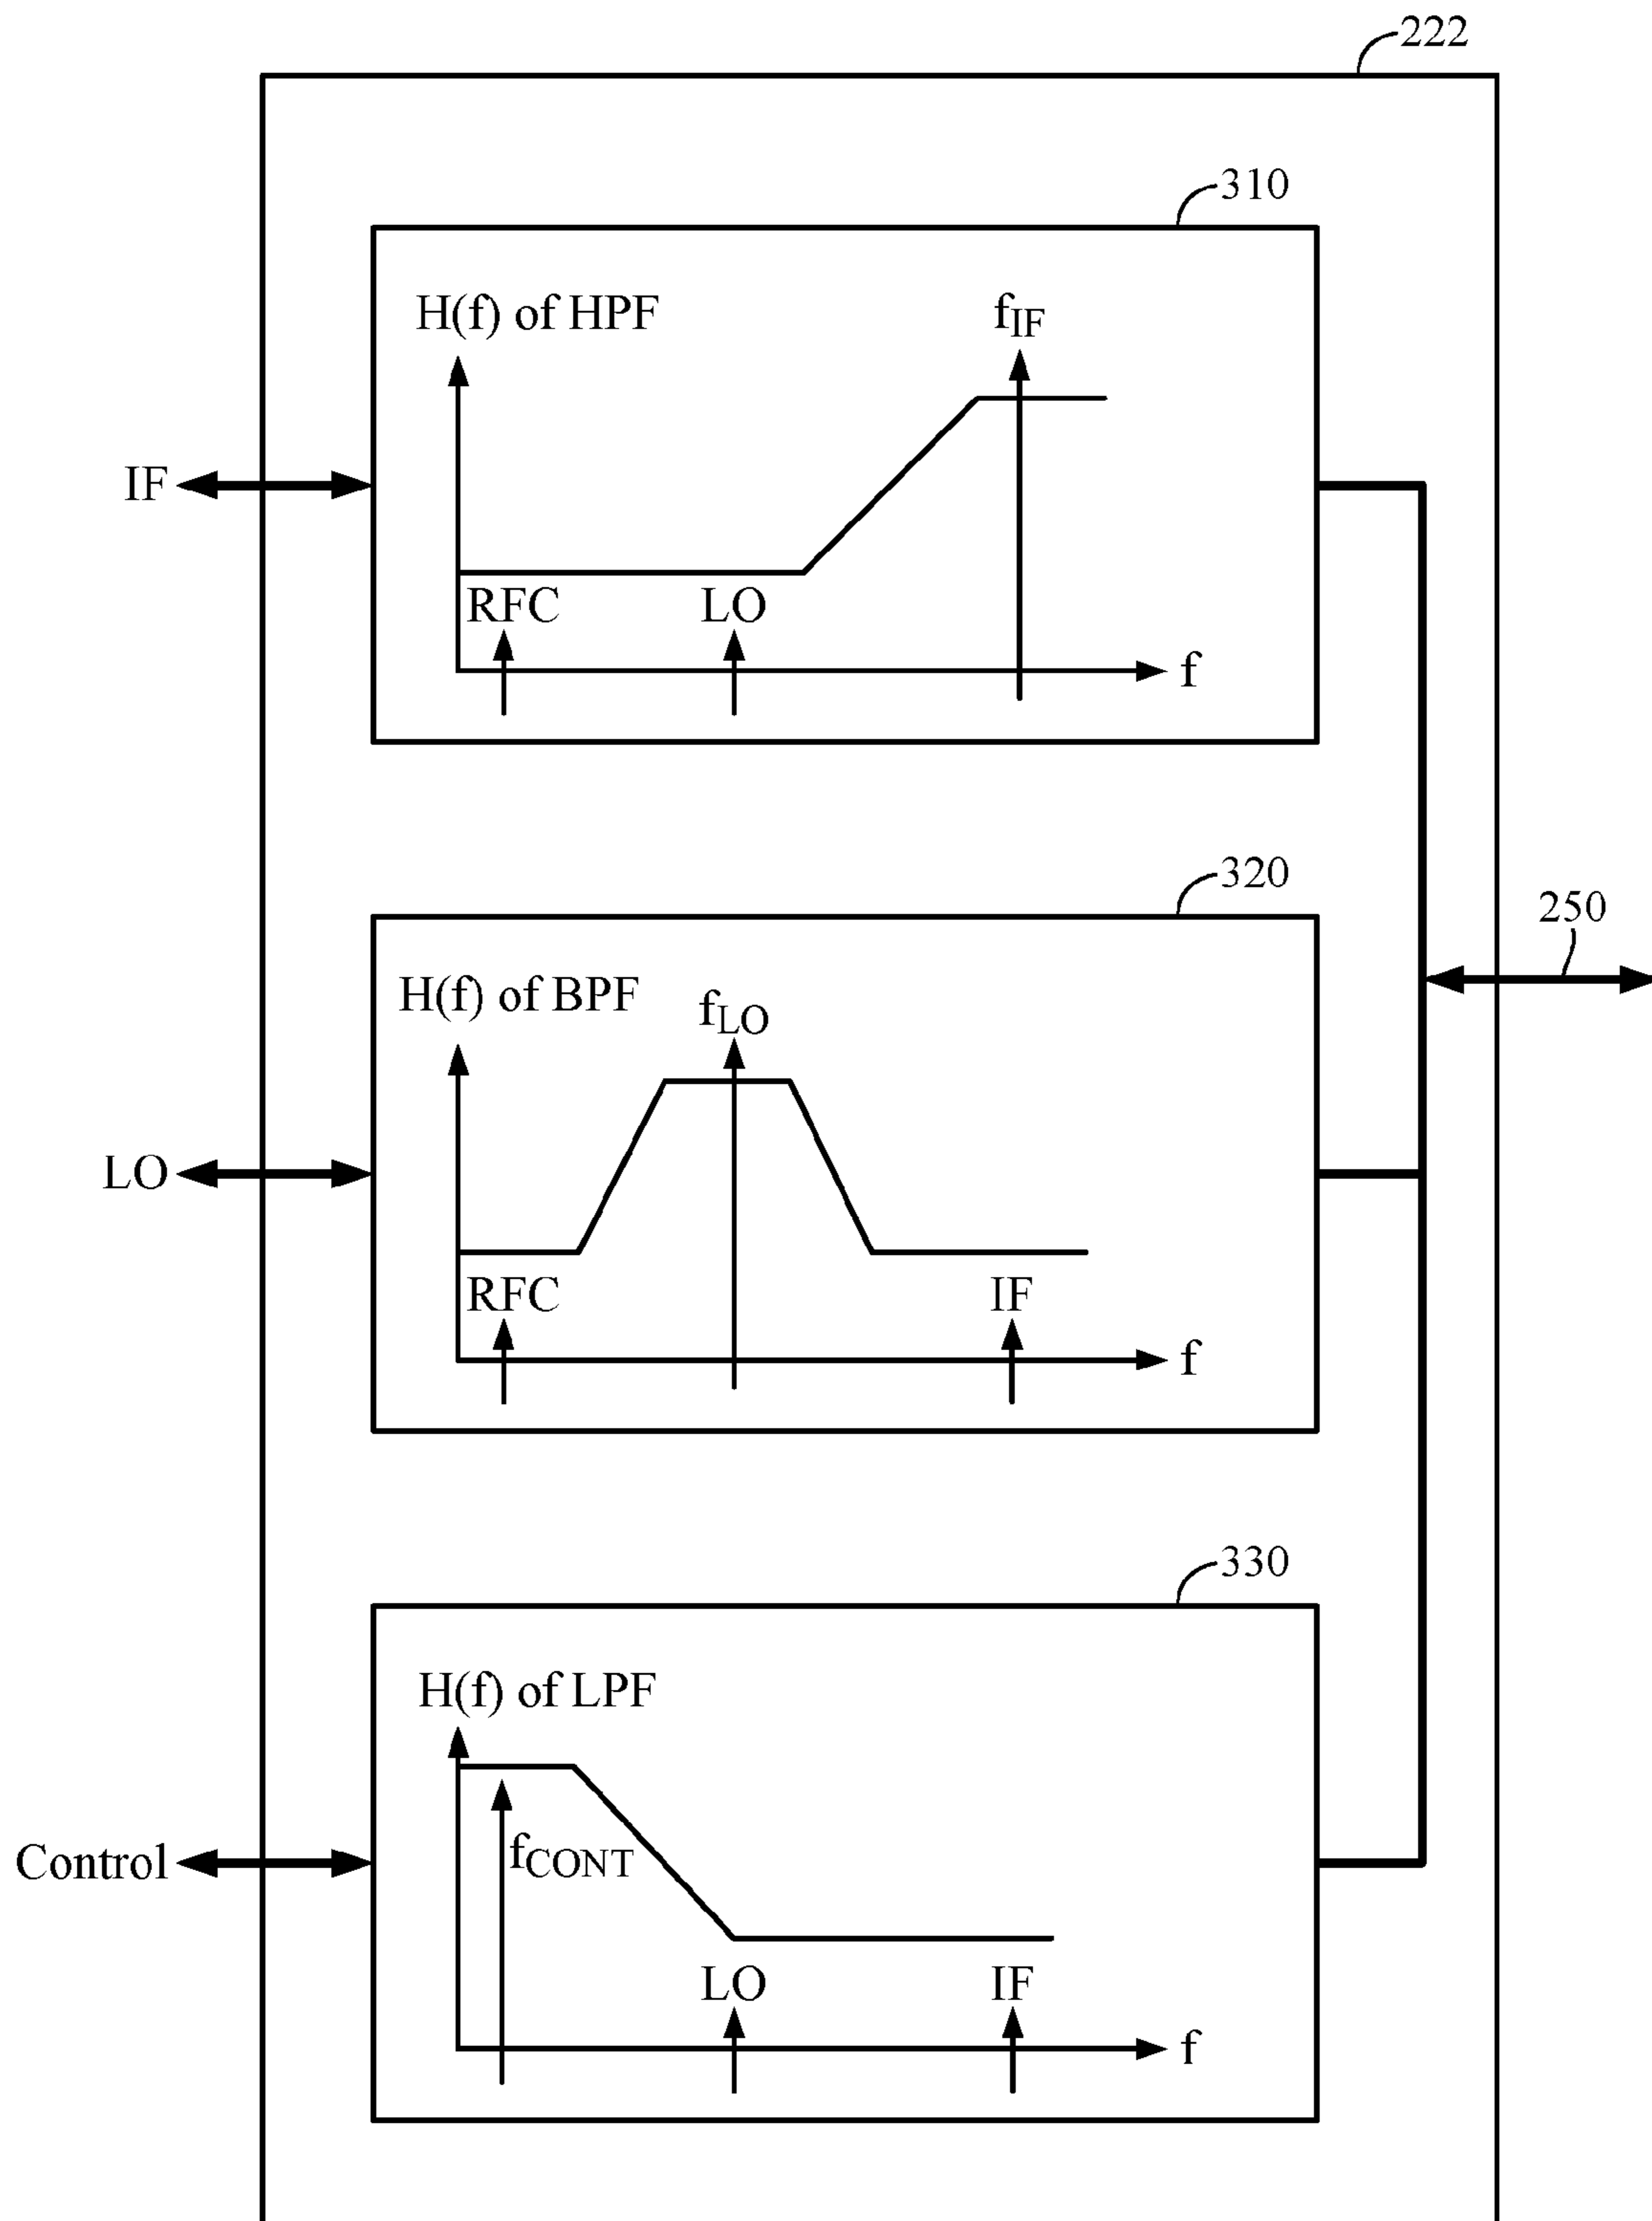 222
310
H(f) of HPF
fIF
IF
RFC
LO
f
320
250
H(f) of BPF
fLO
LO
RFC
IF
f
330
H(f) of LPF
fCONT
Control
LO
IF
f